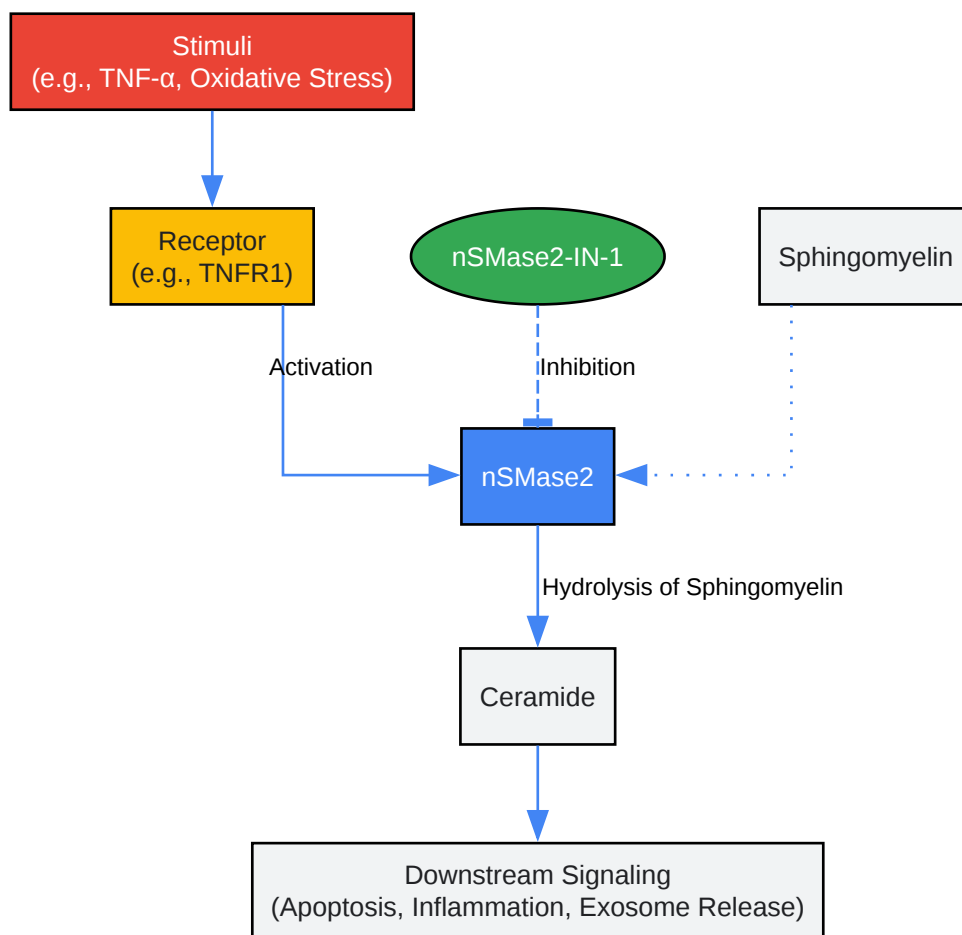 Stimuli
(e.g., TNF-α, Oxidative Stress)
Receptor
(e.g., TNFR1)
nSMase2-IN-1
Sphingomyelin
Activation
Inhibition
nSMase2
Hydrolysis of Sphingomyelin
Ceramide
Downstream Signaling
(Apoptosis, Inflammation, Exosome Release)